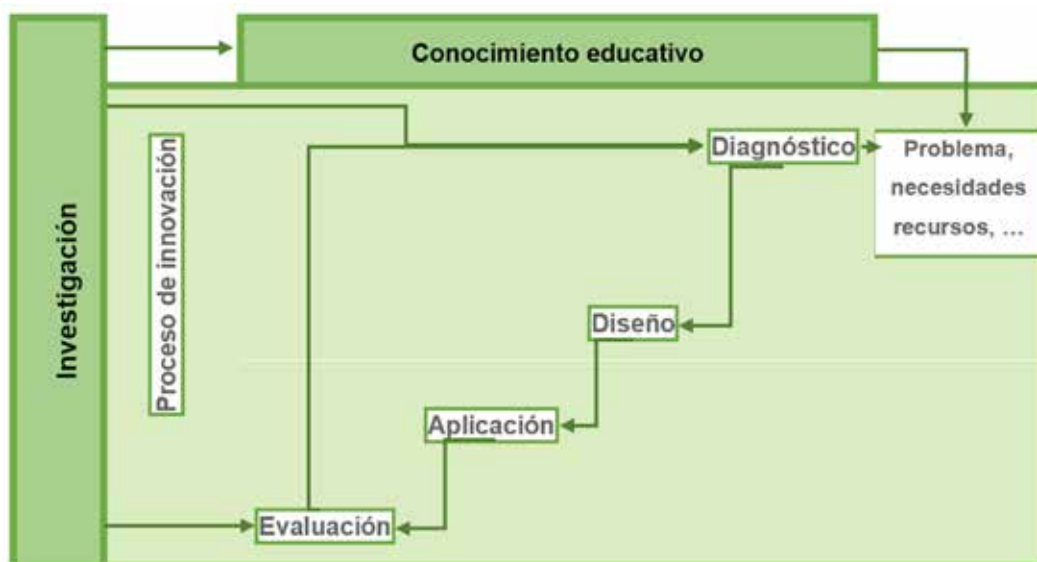 Conocimiento educativo
Investigación
Proceso de innovación
Diagnóstico
Problema,
necesidades
recursos, ...
Diseño
Aplicación
Evaluación